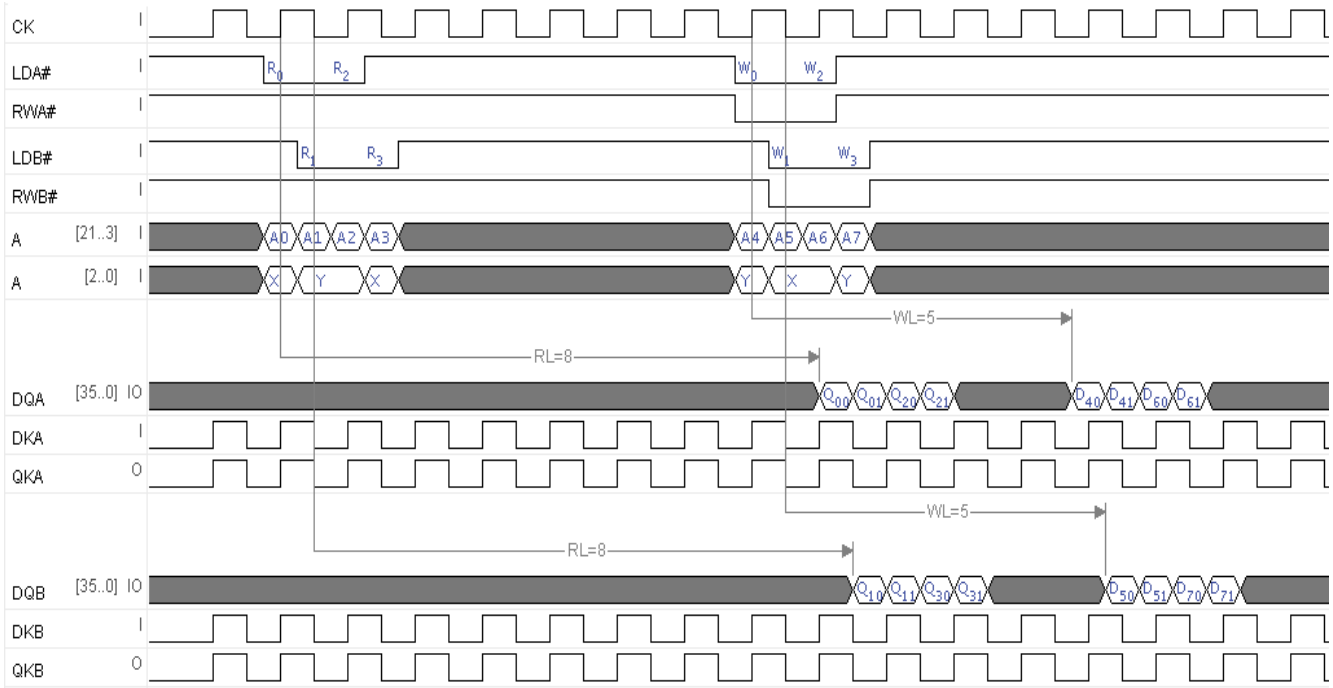 CK I
LDA# I R0 R2 W0 W2
RWA# I
LDB# I R1 R3 W1 W3
RWB# I
A [21..3] I A0 A1 A2 A3 A4 A5 A6 A7
A [2..0] I X Y X Y X Y
WL=5
RL=8
DQA [35..0] IO Q00 Q01 Q20 Q21 D40 D41 D60 D61
DKA I
QKA O
WL=5
RL=8
DQB [35..0] IO Q10 Q11 Q30 Q31 D50 D51 D70 D71
DKB I
QKB O